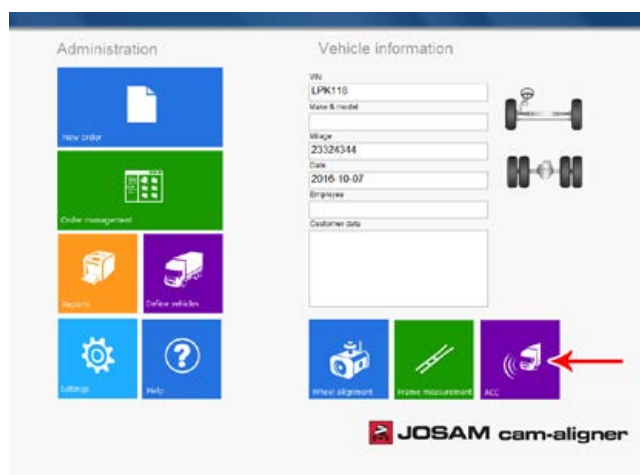 Administration
New order
Order management
Reports
Define vehicles
Settings
Help
Vehicle information
VIN
LPK118
Make & model
Milage
23324344
Date
2016-10-07
Employee
Customer data
Wheel alignment
Frame measurement
ACC
JOSAM cam-aligner